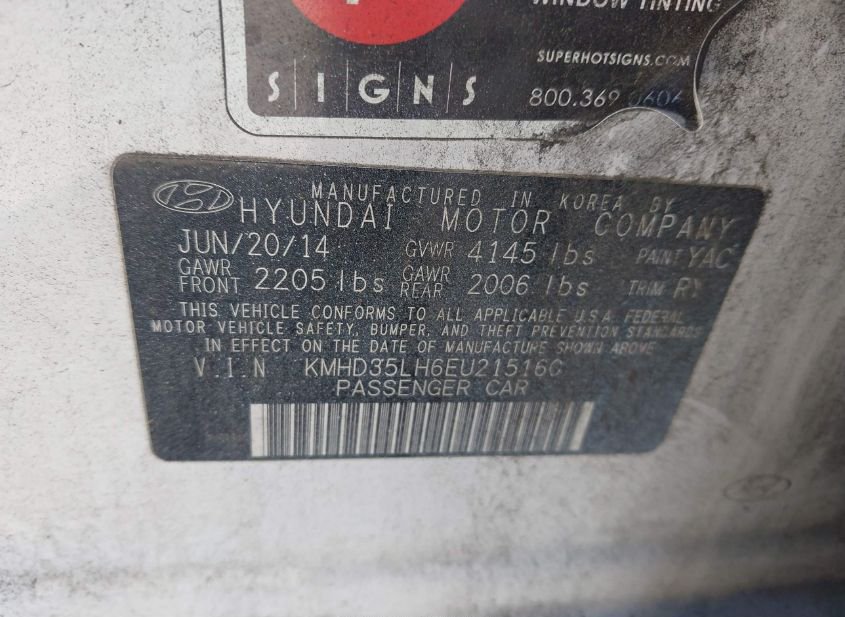 WINDOW TINTING
SUPERHOTSIGNS.COM
SIGNS
800.369.0604
MANUFACTURED IN KOREA BY
HYUNDAI MOTOR COMPANY
JUN/20/14 GVWR 4145 lbs PAINT YAC
GAWR FRONT 2205 lbs GAWR REAR 2006 lbs TRIM RY
THIS VEHICLE CONFORMS TO ALL APPLICABLE U.S.A. FEDERAL
MOTOR VEHICLE SAFETY, BUMPER, AND THEFT PREVENTION STANDARDS
IN EFFECT ON THE DATE OF MANUFACTURE SHOWN ABOVE
V.I.N KMHD35LH6EU215160
PASSENGER CAR